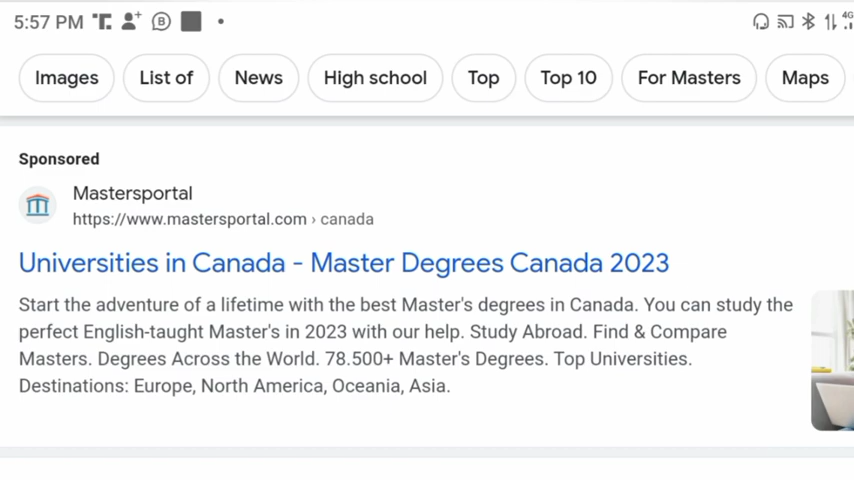 5:57 PM
Images List of News High school Top Top 10 For Masters Maps
Sponsored
Mastersportal
https://www.mastersportal.com › canada
Universities in Canada - Master Degrees Canada 2023
Start the adventure of a lifetime with the best Master's degrees in Canada. You can study the
perfect English-taught Master's in 2023 with our help. Study Abroad. Find & Compare
Masters. Degrees Across the World. 78.500+ Master's Degrees. Top Universities.
Destinations: Europe, North America, Oceania, Asia.